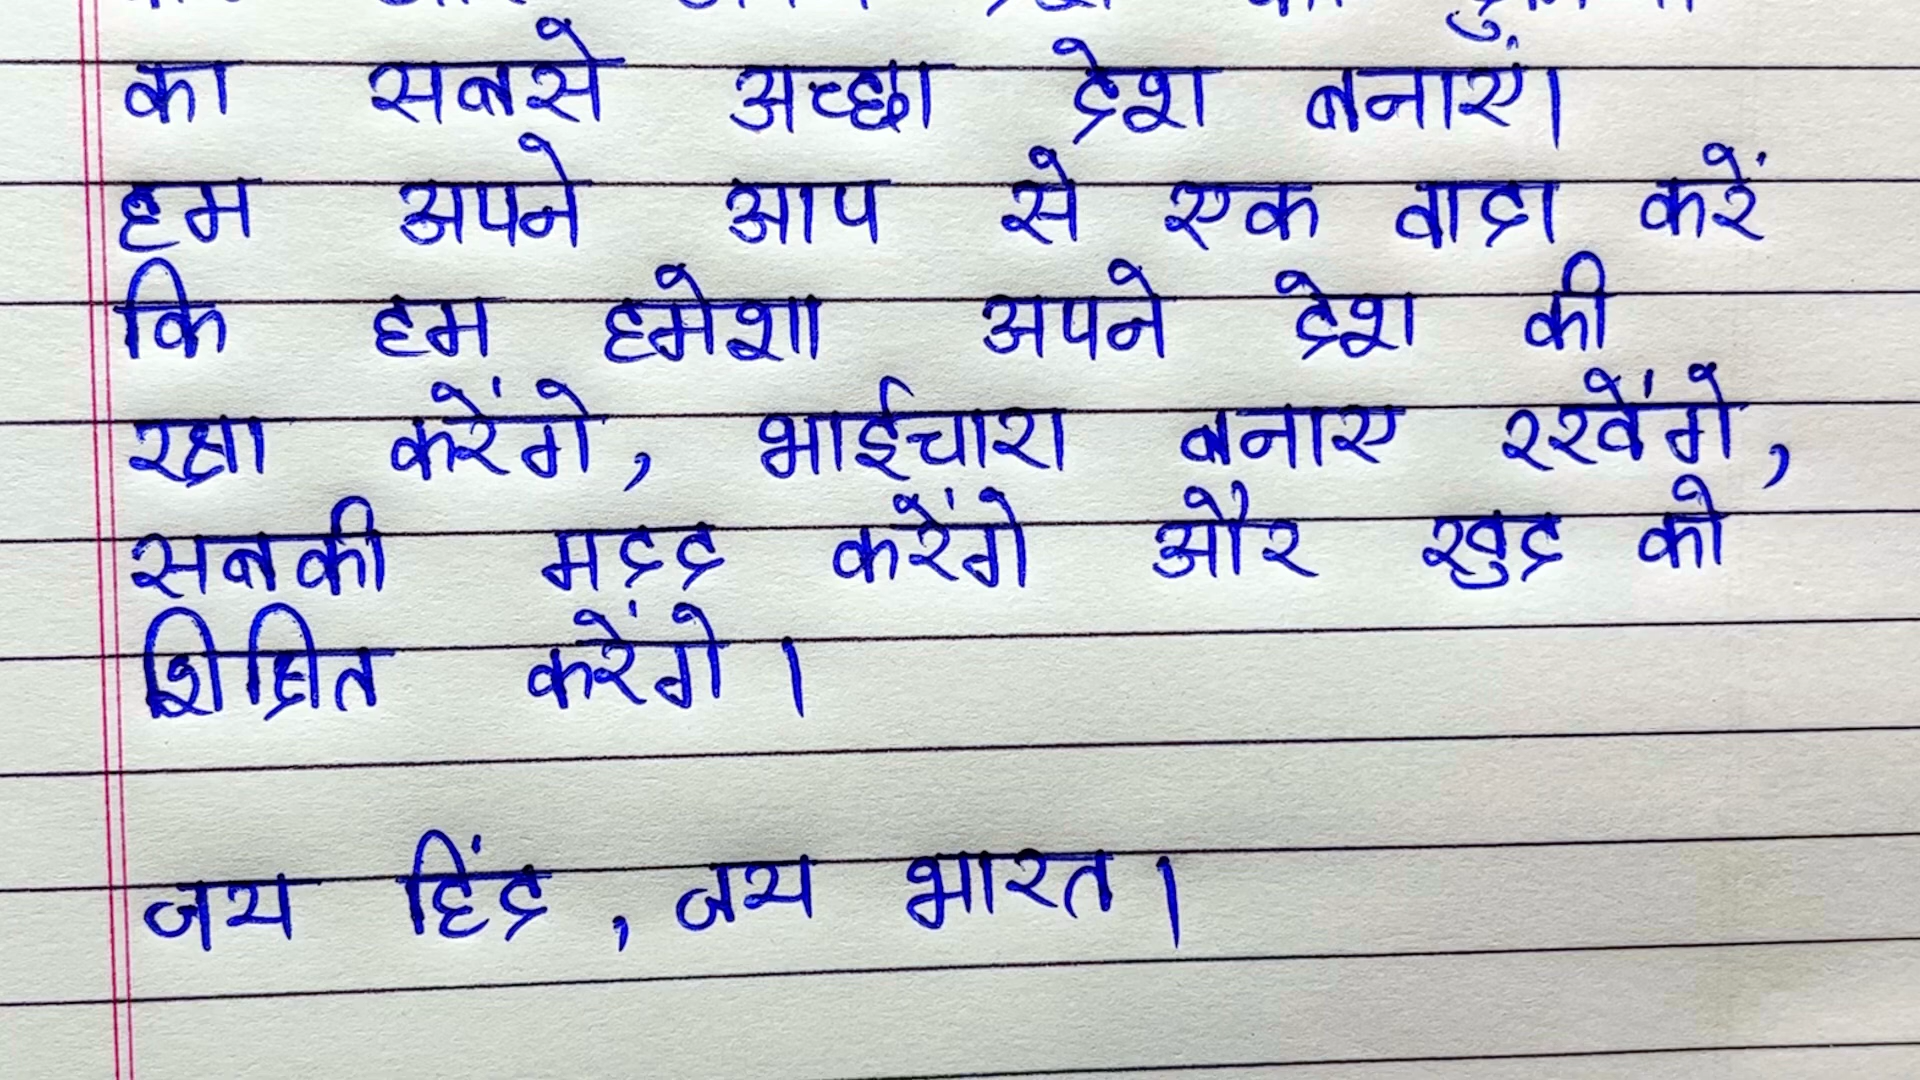 का सबसे अच्छा देश बनाएं।
हम अपने आप से एक वादा करें
कि हम हमेशा अपने देश की
रक्षा करेंगे, भाईचारा बनाए रखेंगे,
सबकी मदद करेंगे और खुद को
शिक्षित करेंगे।
जय हिंद, जय भारत।